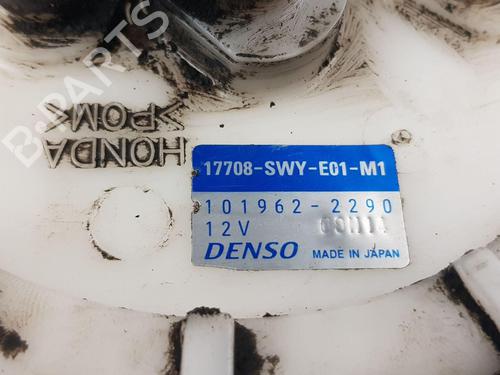 B-PARTS
>POM<
HONDA
17708-SWY-E01-M1
101962-2290
12V
DENSO MADE IN JAPAN